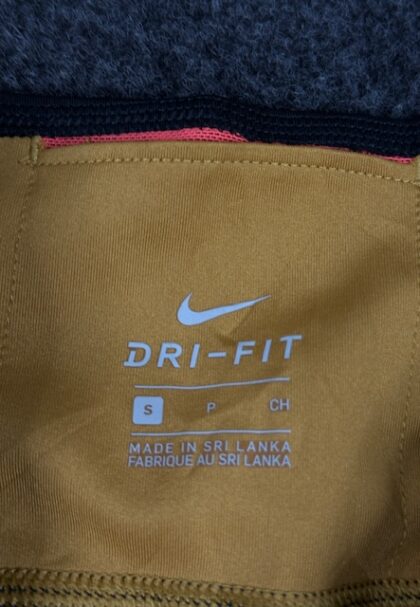 DRI-FIT
S P CH
MADE IN SRI LANKA
FABRIQUE AU SRI LANKA